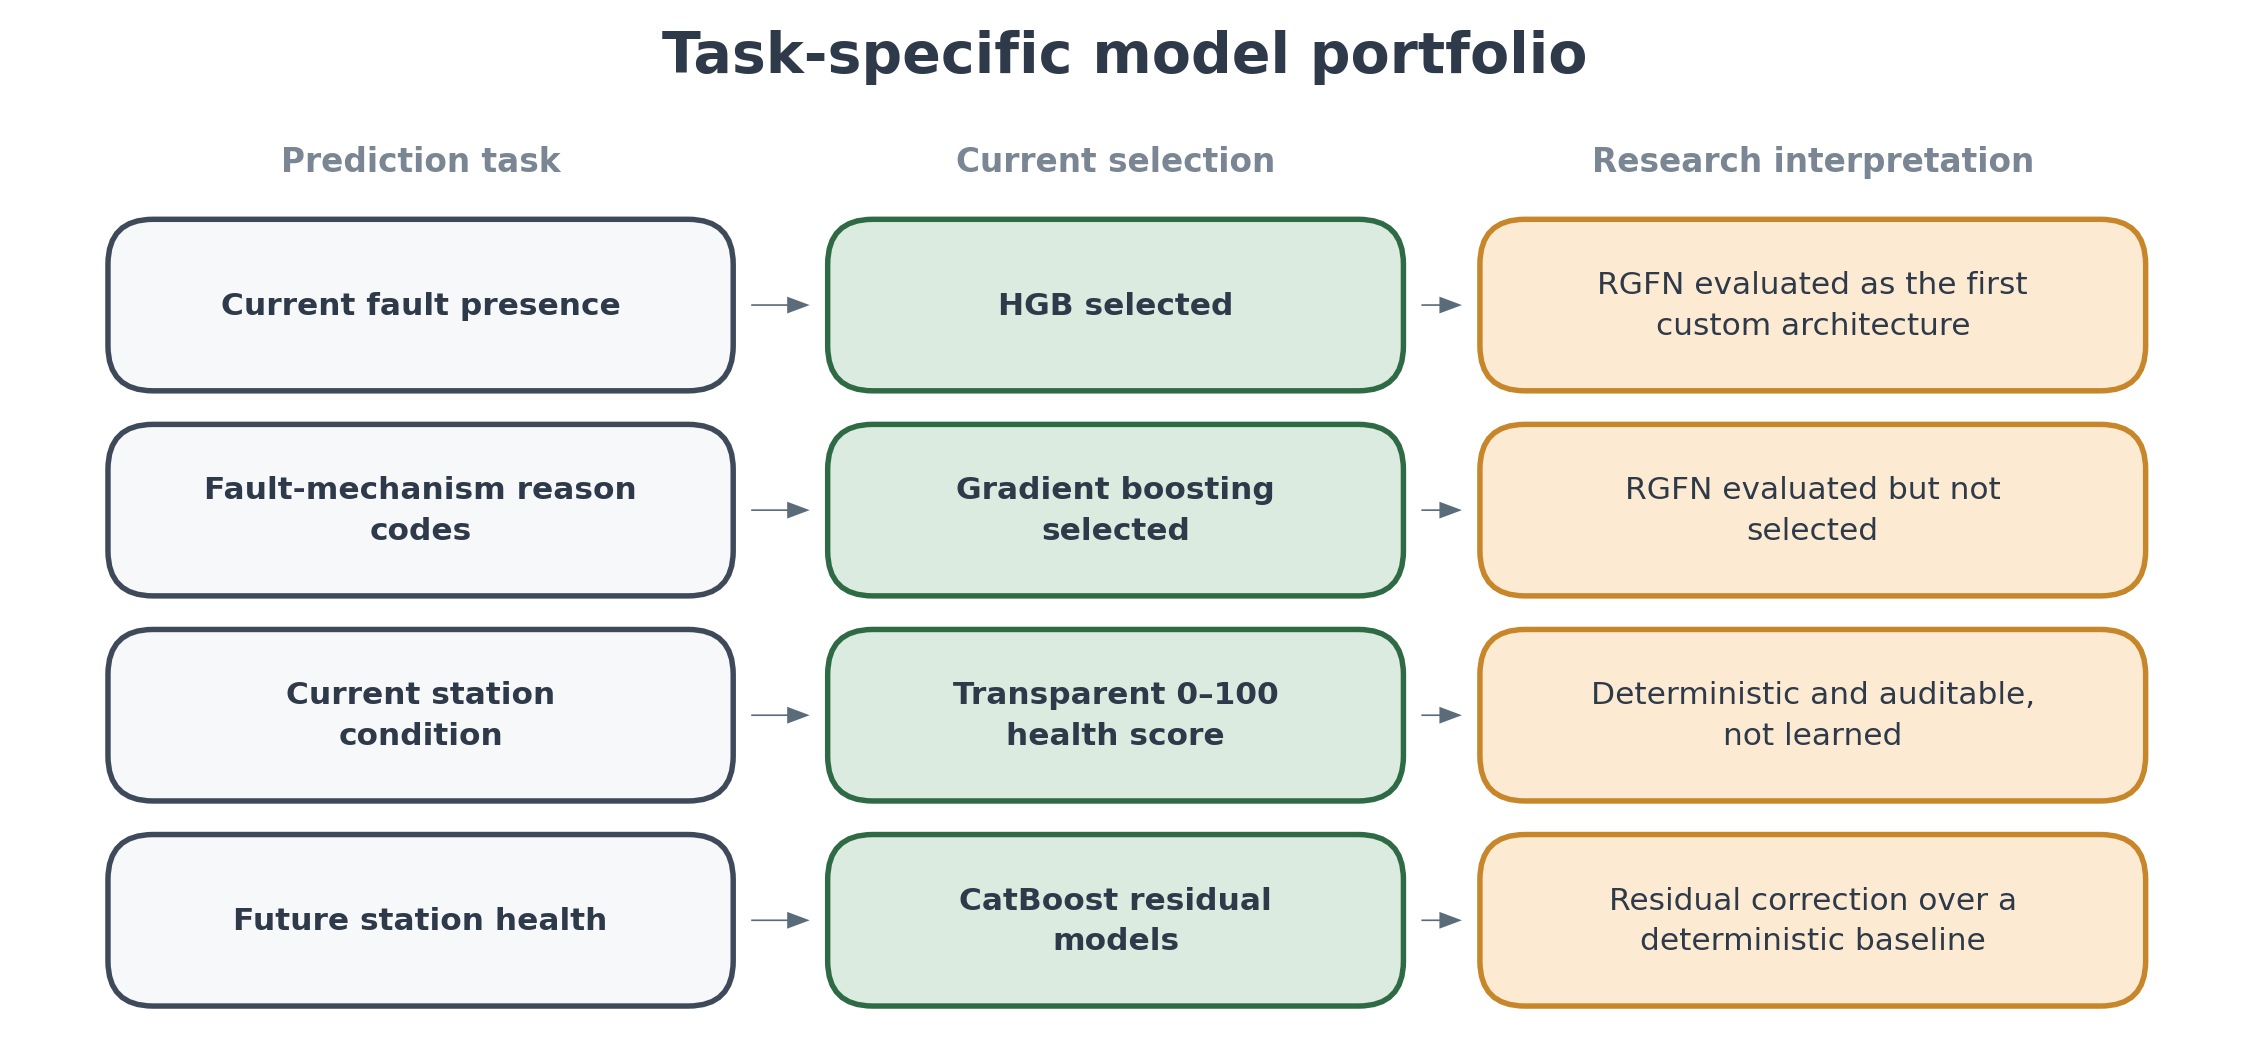 Task-specific model portfolio
Prediction task
Current selection
Research interpretation
Current fault presence
HGB selected
RGFN evaluated as the first
custom architecture
Fault-mechanism reason
codes
Gradient boosting
selected
RGFN evaluated but not
selected
Current station
condition
Transparent 0–100
health score
Deterministic and auditable,
not learned
Future station health
CatBoost residual
models
Residual correction over a
deterministic baseline